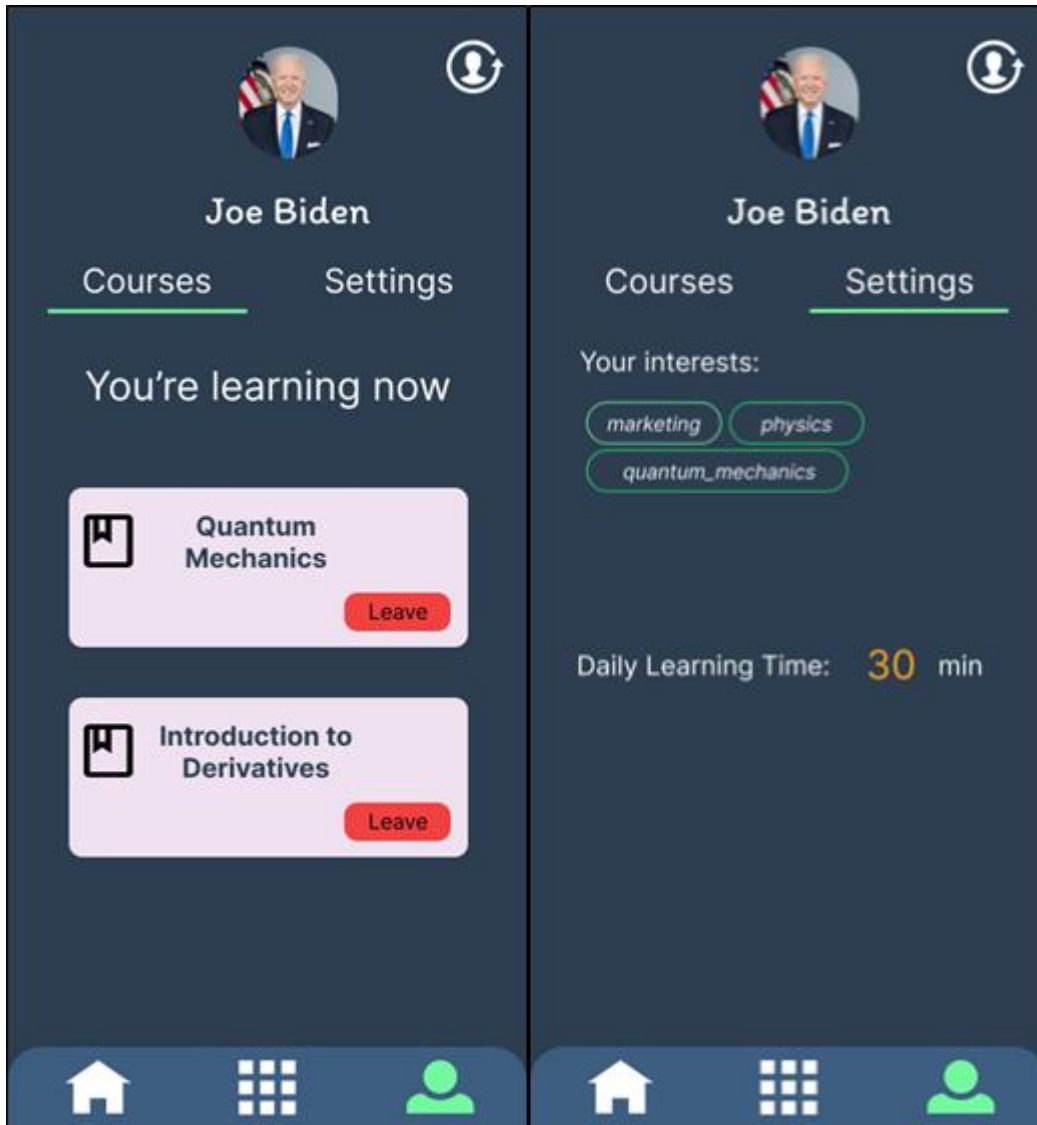 Joe Biden
Courses Settings
You're learning now
Quantum
Mechanics
Leave
Introduction to
Derivatives
Leave
Joe Biden
Courses Settings
Your interests:
marketing physics
quantum_mechanics
Daily Learning Time: 30 min